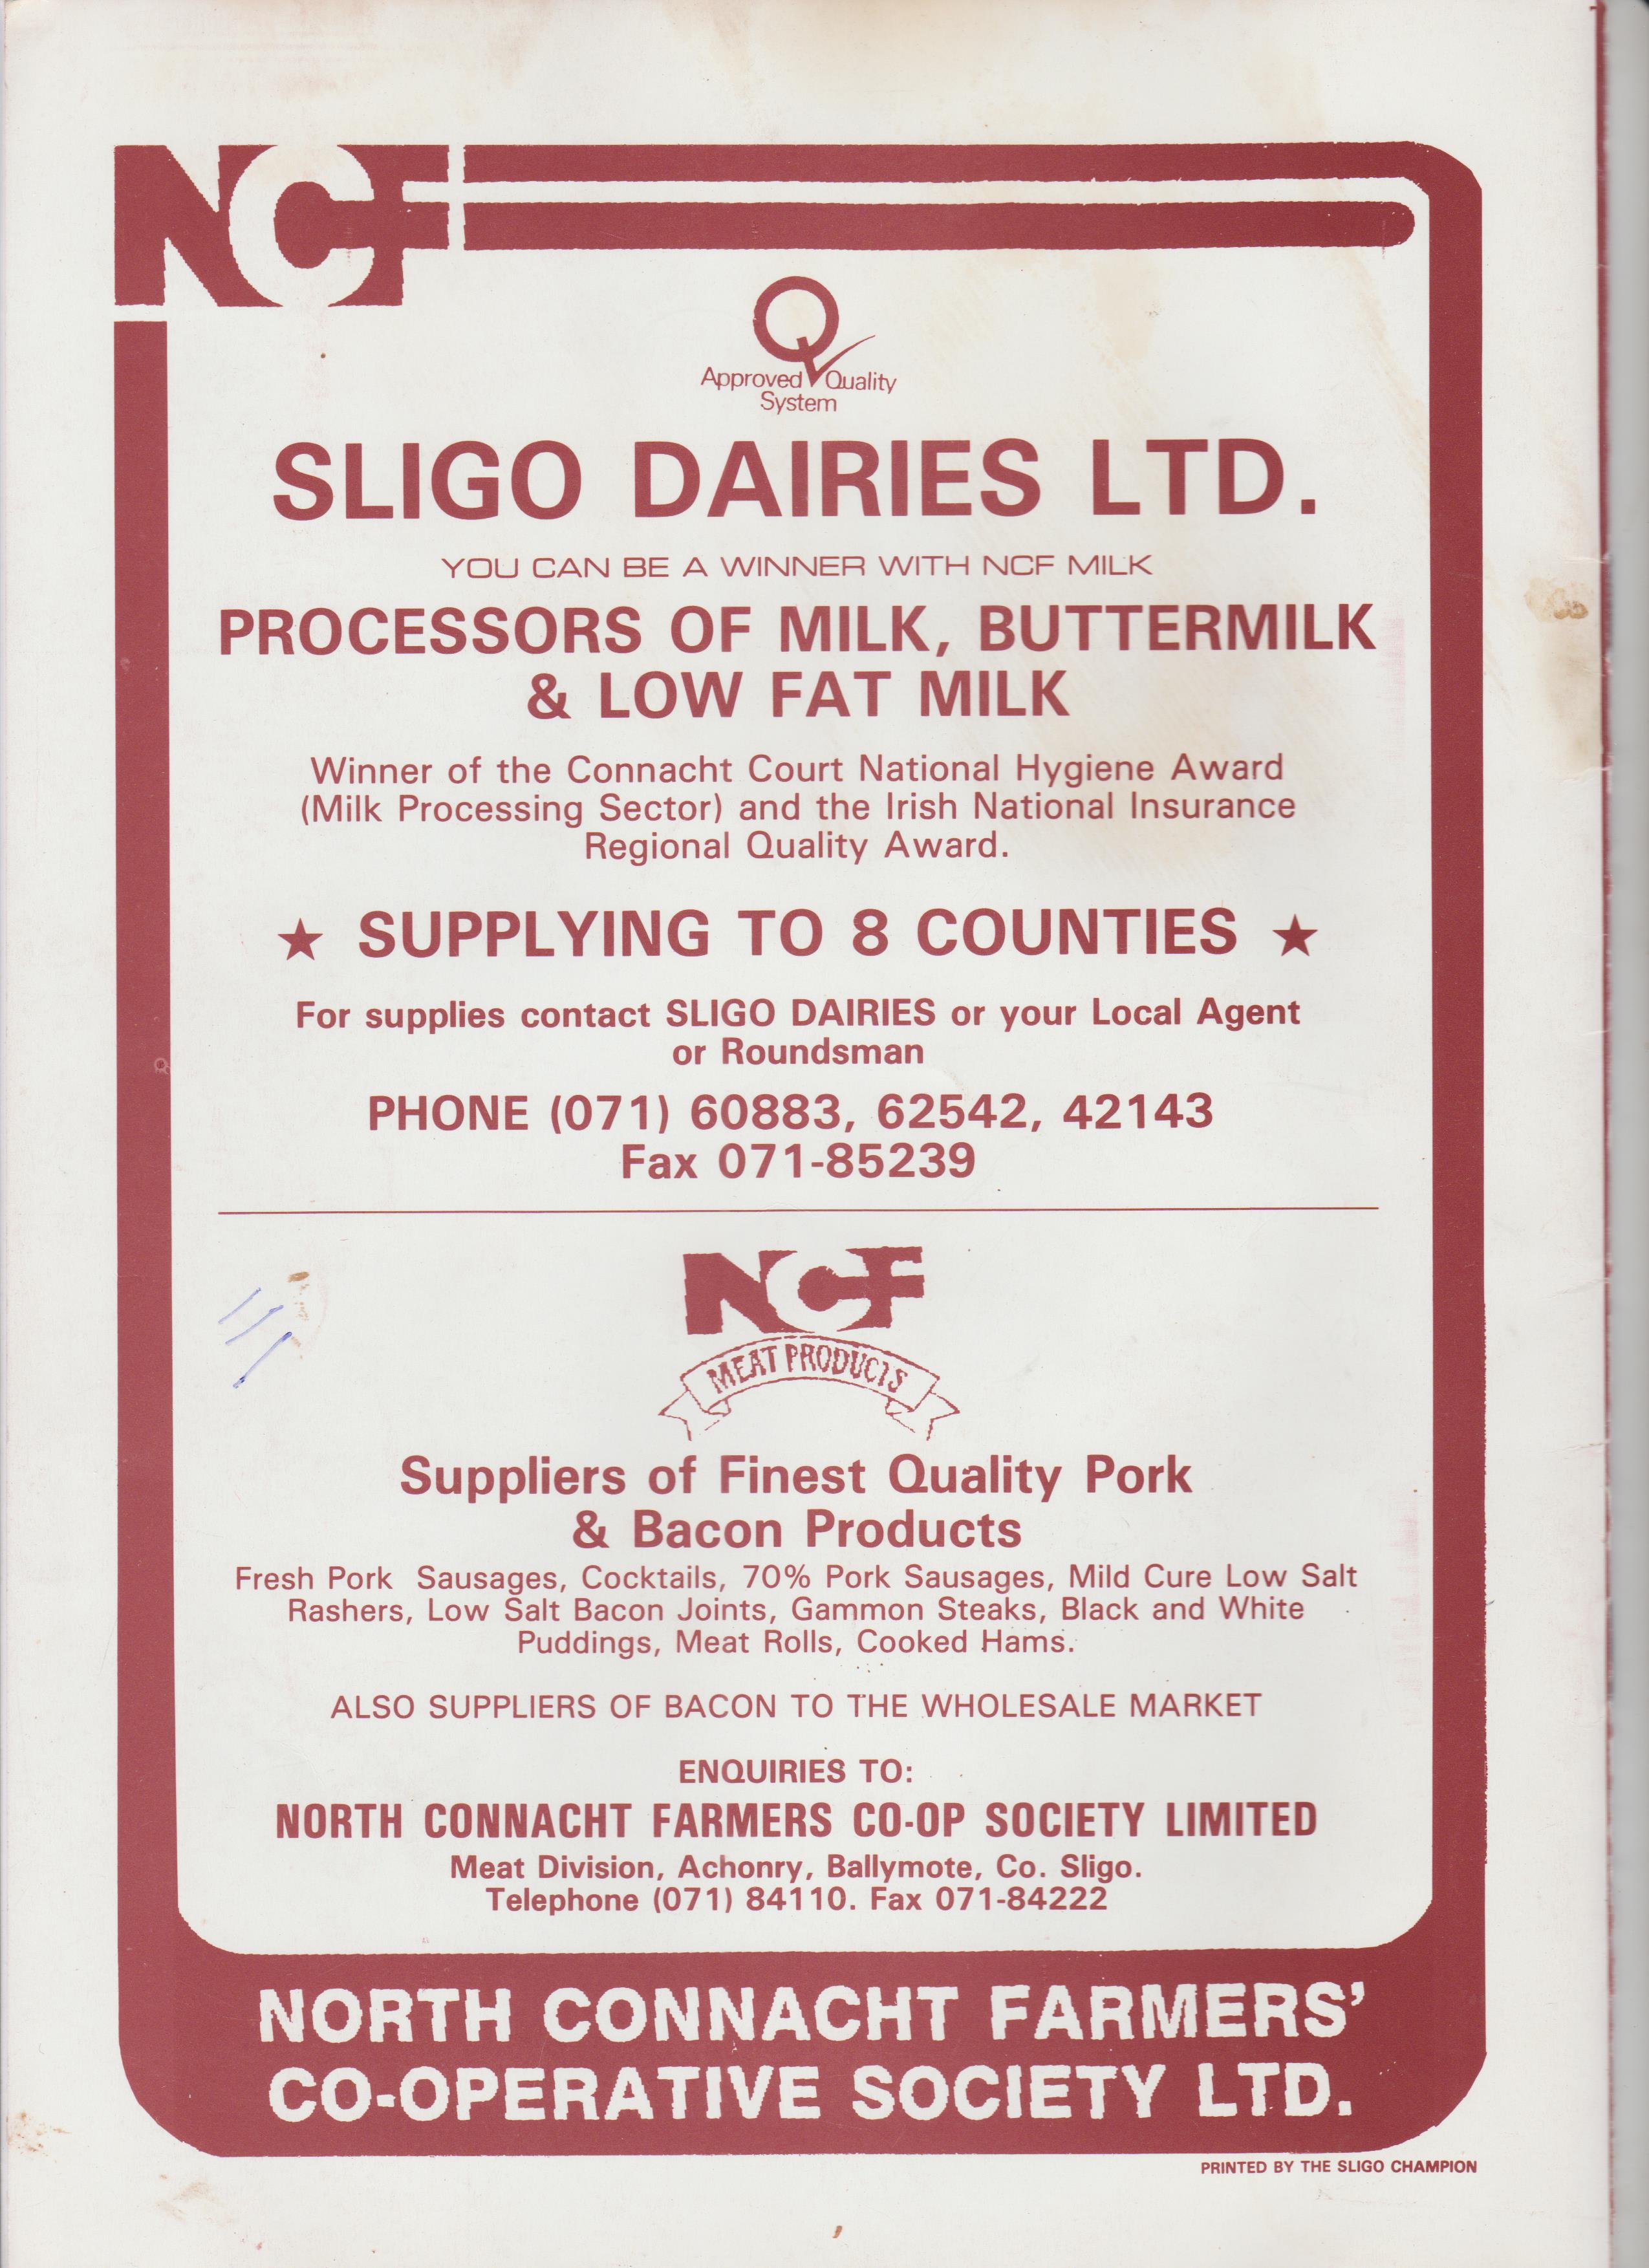 NCF
Approved Quality
System
SLIGO DAIRIES LTD.
YOU CAN BE A WINNER WITH NCF MILK
PROCESSORS OF MILK, BUTTERMILK
& LOW FAT MILK
Winner of the Connacht Court National Hygiene Award
(Milk Processing Sector) and the Irish National Insurance
Regional Quality Award.
★ SUPPLYING TO 8 COUNTIES ★
For supplies contact SLIGO DAIRIES or your Local Agent
or Roundsman
PHONE (071) 60883, 62542, 42143
Fax 071-85239
NCF
MEAT PRODUCTS
Suppliers of Finest Quality Pork
& Bacon Products
Fresh Pork Sausages, Cocktails, 70% Pork Sausages, Mild Cure Low Salt
Rashers, Low Salt Bacon Joints, Gammon Steaks, Black and White
Puddings, Meat Rolls, Cooked Hams.
ALSO SUPPLIERS OF BACON TO THE WHOLESALE MARKET
ENQUIRIES TO:
NORTH CONNACHT FARMERS CO-OP SOCIETY LIMITED
Meat Division, Achonry, Ballymote, Co. Sligo.
Telephone (071) 84110. Fax 071-84222
NORTH CONNACHT FARMERS'
CO-OPERATIVE SOCIETY LTD.
PRINTED BY THE SLIGO CHAMPION